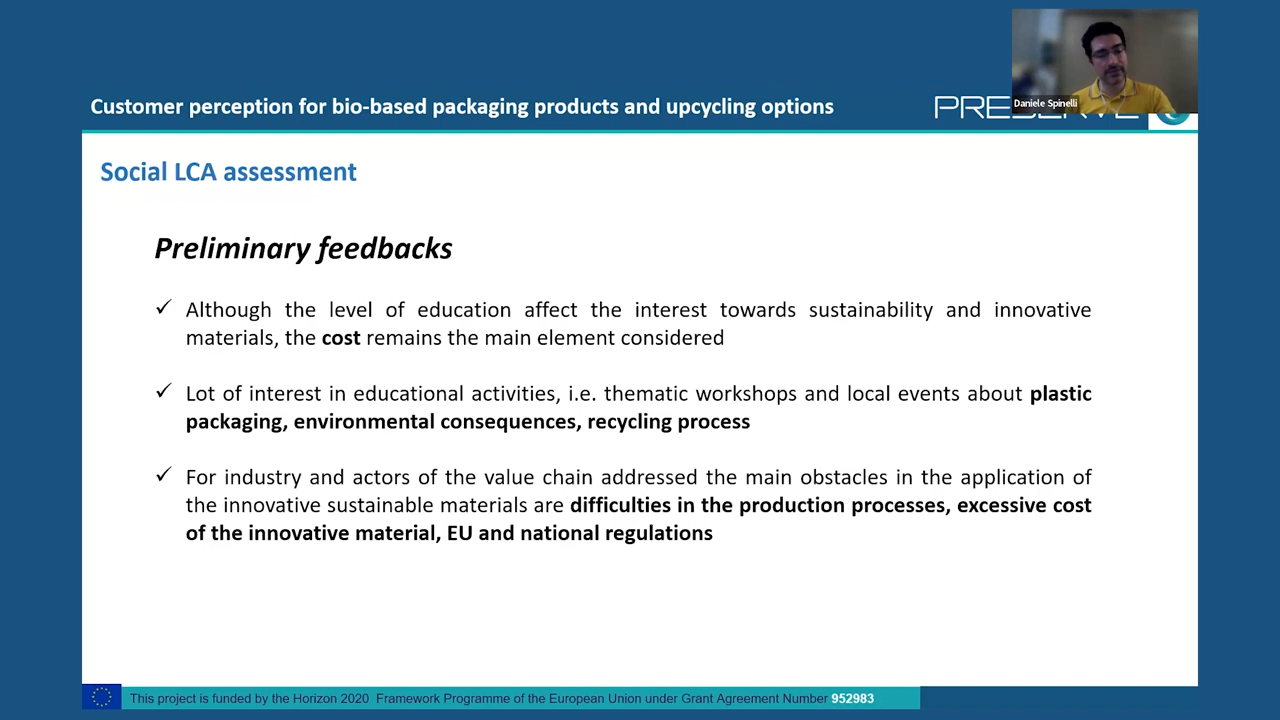 Customer perception for bio-based packaging products and upcycling options
PRESERVE
Daniele Spinelli
Social LCA assessment
Preliminary feedbacks
✓ Although the level of education affect the interest towards sustainability and innovative
materials, the cost remains the main element considered
✓ Lot of interest in educational activities, i.e. thematic workshops and local events about plastic
packaging, environmental consequences, recycling process
✓ For industry and actors of the value chain addressed the main obstacles in the application of
the innovative sustainable materials are difficulties in the production processes, excessive cost
of the innovative material, EU and national regulations
This project is funded by the Horizon 2020 Framework Programme of the European Union under Grant Agreement Number 952983